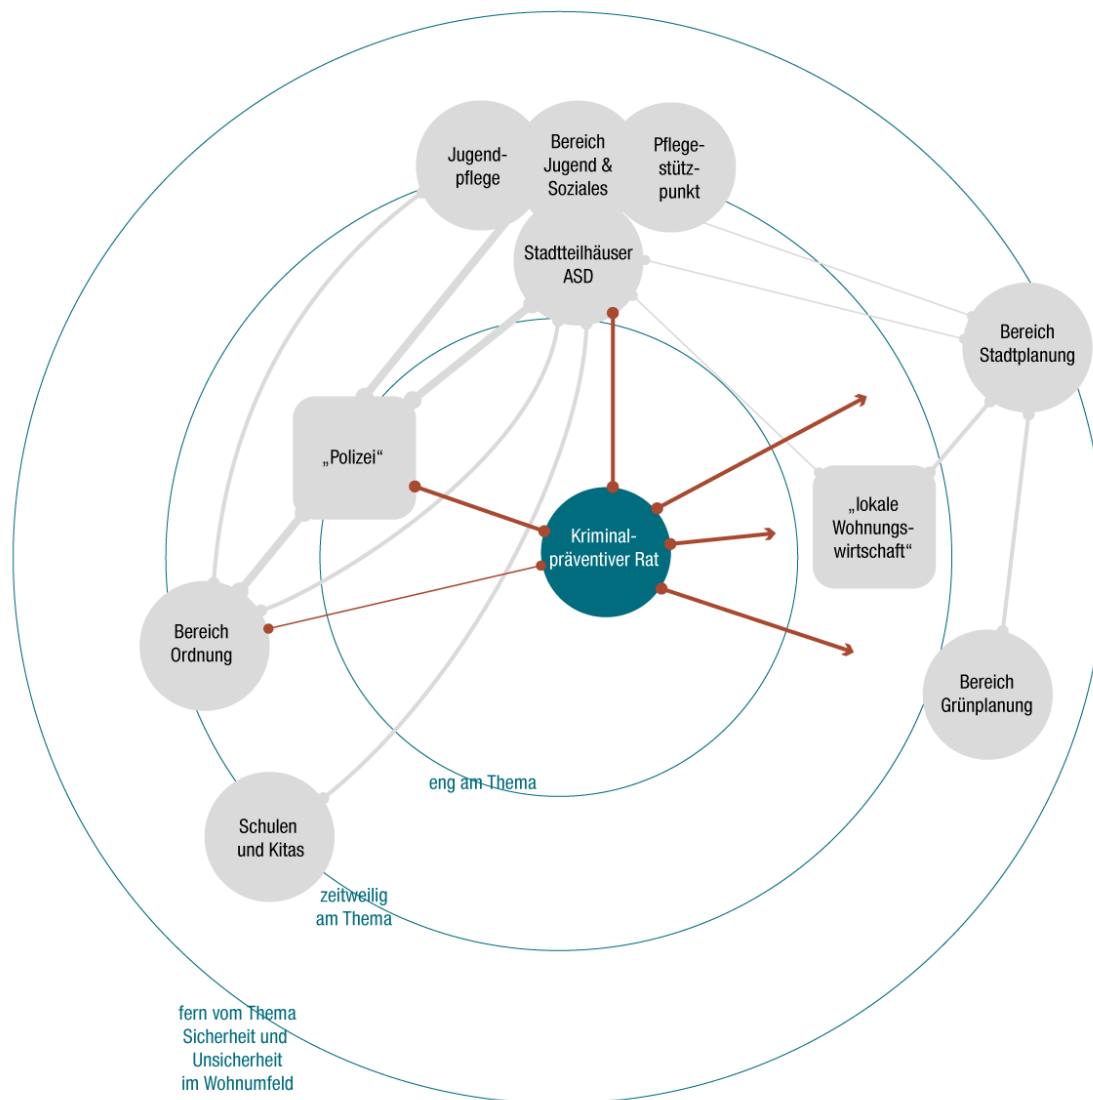 Jugend-
pflege
Bereich
Jugend &
Soziales
Pflege-
stütz-
punkt
Stadtteilhäuser
ASD
Bereich
Stadtplanung
„Polizei“
„lokale
Wohnungs-
wirtschaft“
Kriminal-
präventiver Rat
Bereich
Ordnung
Bereich
Grünplanung
eng am Thema
Schulen
und Kitas
zeitweilig
am Thema
fern vom Thema
Sicherheit und
Unsicherheit
im Wohnumfeld